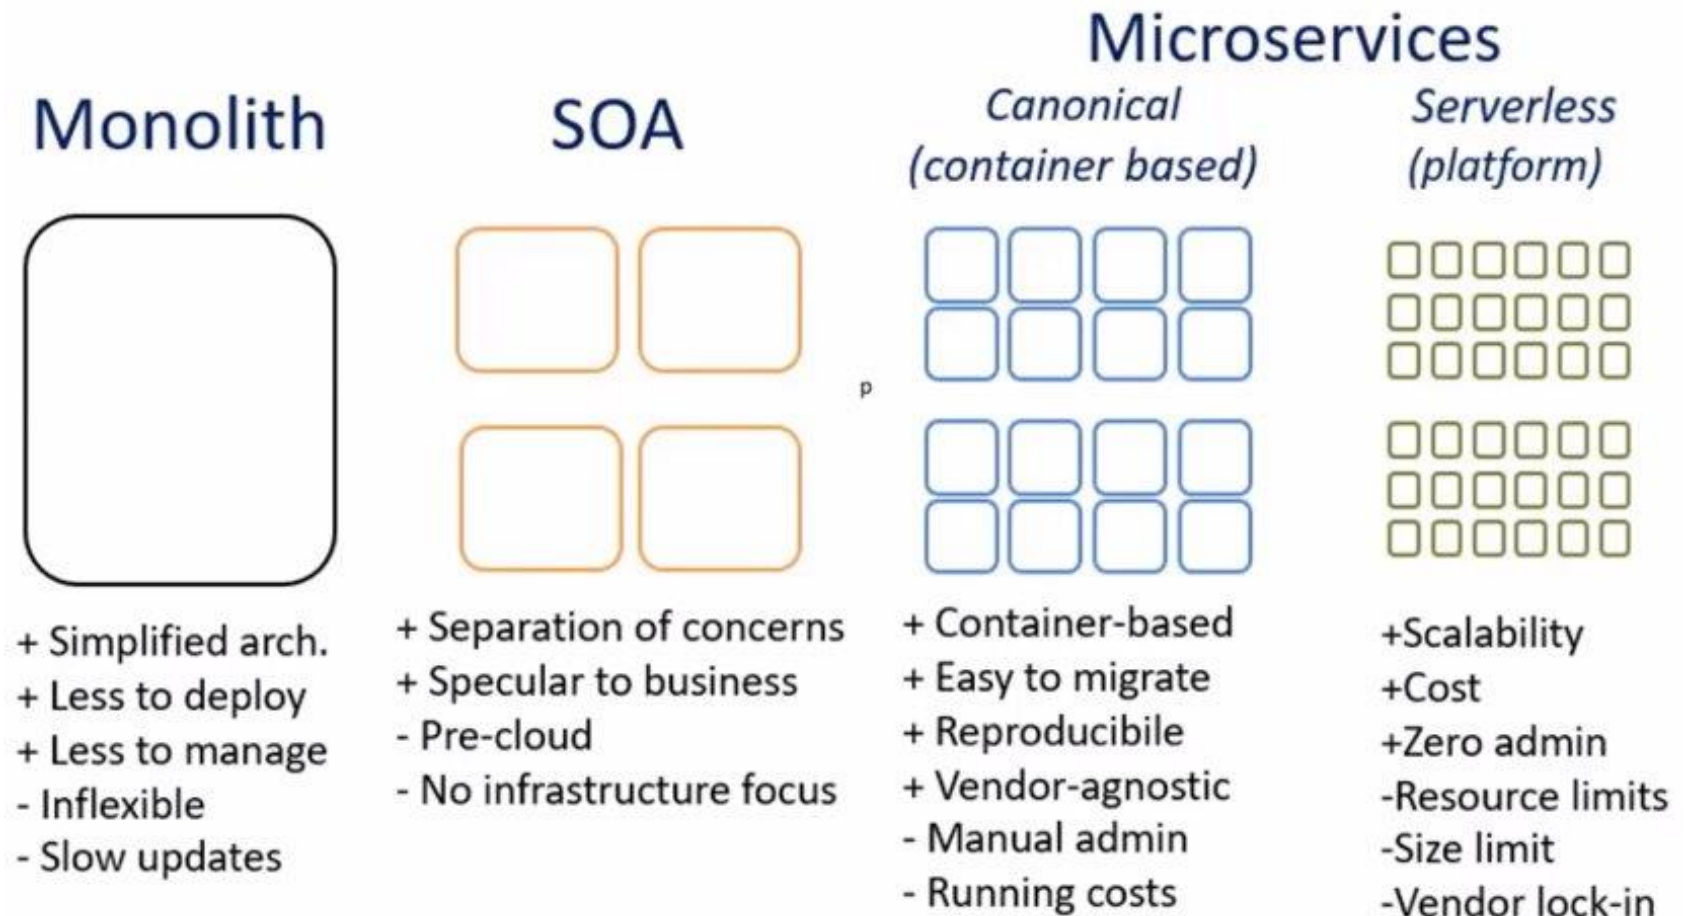 Microservices
Monolith
SOA
Canonical
(container based)
Serverless
(platform)
p
+ Simplified arch.
+ Less to deploy
+ Less to manage
- Inflexible
- Slow updates
+ Separation of concerns
+ Specular to business
- Pre-cloud
- No infrastructure focus
+ Container-based
+ Easy to migrate
+ Reproducibile
+ Vendor-agnostic
- Manual admin
- Running costs
+Scalability
+Cost
+Zero admin
-Resource limits
-Size limit
-Vendor lock-in